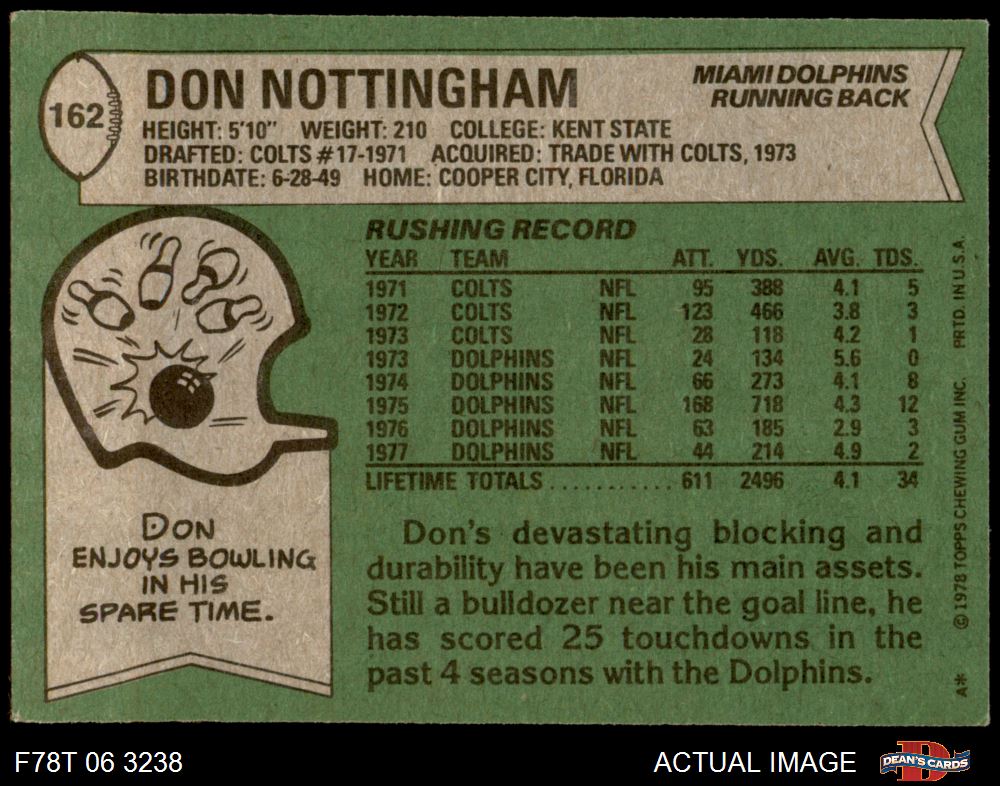 162
DON NOTTINGHAM
MIAMI DOLPHINS
RUNNING BACK
HEIGHT: 5'10" WEIGHT: 210 COLLEGE: KENT STATE
DRAFTED: COLTS #17-1971 ACQUIRED: TRADE WITH COLTS, 1973
BIRTHDATE: 6-28-49 HOME: COOPER CITY, FLORIDA
RUSHING RECORD
YEAR TEAM ATT. YDS. AVG. TDS.
1971 COLTS NFL 95 388 4.1 5
1972 COLTS NFL 123 466 3.8 3
1973 COLTS NFL 28 118 4.2 1
1973 DOLPHINS NFL 24 134 5.6 0
1974 DOLPHINS NFL 66 273 4.1 8
1975 DOLPHINS NFL 168 718 4.3 12
1976 DOLPHINS NFL 63 185 2.9 3
1977 DOLPHINS NFL 44 214 4.9 2
LIFETIME TOTALS ........... 611 2496 4.1 34
DON
ENJOYS BOWLING
IN HIS
SPARE TIME.
Don's devastating blocking and
durability have been his main assets.
Still a bulldozer near the goal line, he
has scored 25 touchdowns in the
past 4 seasons with the Dolphins.
A* © 1978 TOPPS CHEWING GUM INC. PRTD. IN U.S.A.
F78T 06 3238
ACTUAL IMAGE
D
DEAN'S CARDS